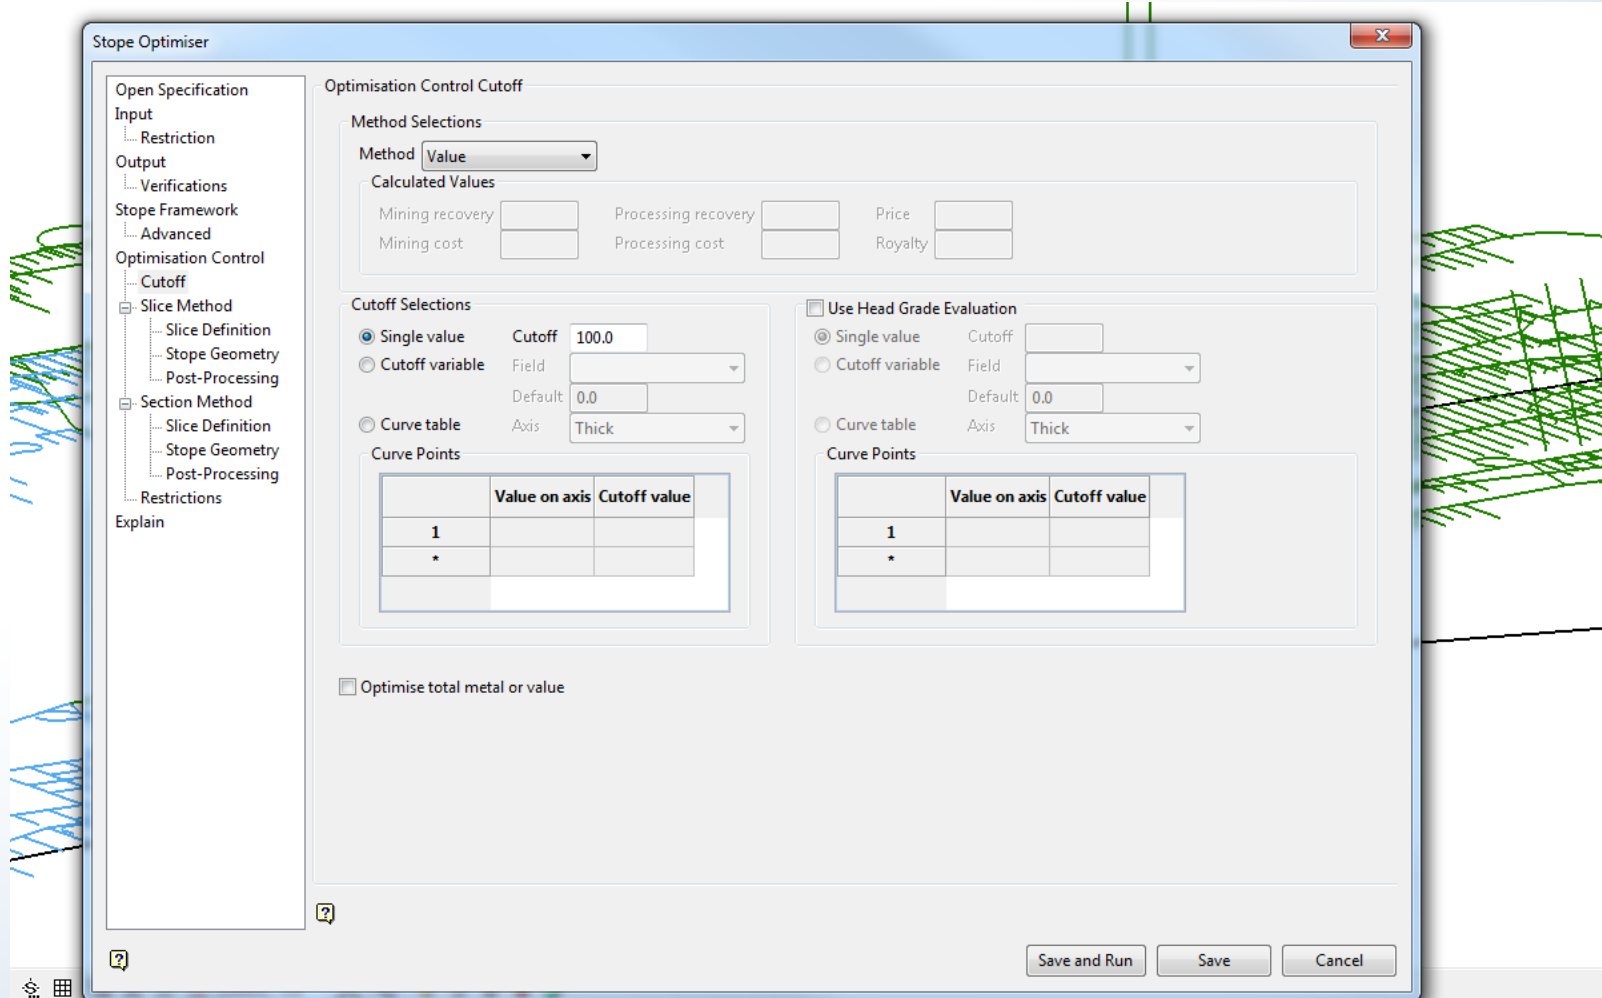 Stope Optimiser
Open Specification
Input
Restriction
Output
Verifications
Stope Framework
Advanced
Optimisation Control
Cutoff
Slice Method
Slice Definition
Stope Geometry
Post-Processing
Section Method
Slice Definition
Stope Geometry
Post-Processing
Restrictions
Explain
Optimisation Control Cutoff
Method Selections
Method Value
Calculated Values
Mining recovery Processing recovery Price
Mining cost Processing cost Royalty
Cutoff Selections
Single value Cutoff 100.0
Cutoff variable Field
Default 0.0
Curve table Axis Thick
Curve Points
Value on axis Cutoff value
1
*
Use Head Grade Evaluation
Single value Cutoff
Cutoff variable Field
Default 0.0
Curve table Axis Thick
Curve Points
Value on axis Cutoff value
1
*
Optimise total metal or value
Save and Run Save Cancel